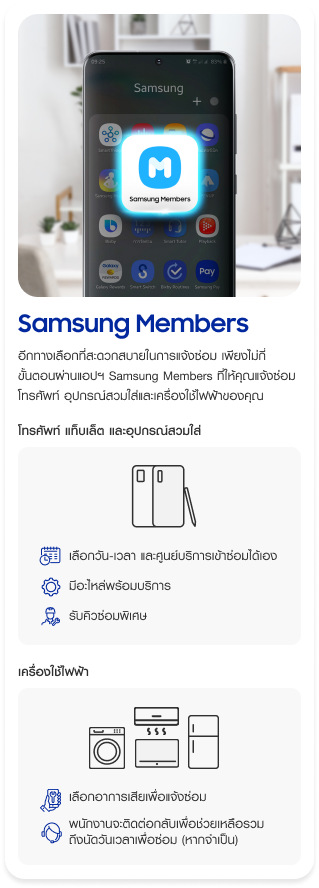 09:25
89%
Samsung
Samsung Members
Smart Tutor
Galaxy Rewards
Smart Switch
Bixby Routines
Samsung Pay
Pay
Samsung Members
อีกทางเลือกที่สะดวกสบายในการแจ้งซ่อม เพียงไม่กี่
ขั้นตอนผ่านแอปฯ Samsung Members ที่ให้คุณแจ้งซ่อม
โทรศัพท์ อุปกรณ์สวมใส่และเครื่องใช้ไฟฟ้าของคุณ
โทรศัพท์ แท็บเล็ต และอุปกรณ์สวมใส่
เลือกวัน-เวลา และศูนย์บริการเข้าซ่อมได้เอง
มีอะไหล่พร้อมบริการ
รับคิวซ่อมพิเศษ
เครื่องใช้ไฟฟ้า
เลือกอาการเสียเพื่อแจ้งซ่อม
พนักงานจะติดต่อกลับเพื่อช่วยเหลือรวม
ถึงนัดวันเวลาเพื่อซ่อม (หากจำเป็น)